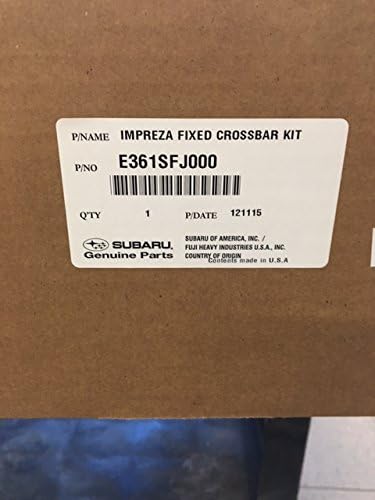 P/NAME IMPREZA FIXED CROSSBAR KIT
P/NO E361SFJ000
Q'TY 1 P/DATE 121115
SUBARU.
Genuine Parts
SUBARU OF AMERICA, INC. /
FUJI HEAVY INDUSTRIES U.S.A., INC.
COUNTRY OF ORIGIN
Contents made in U.S.A